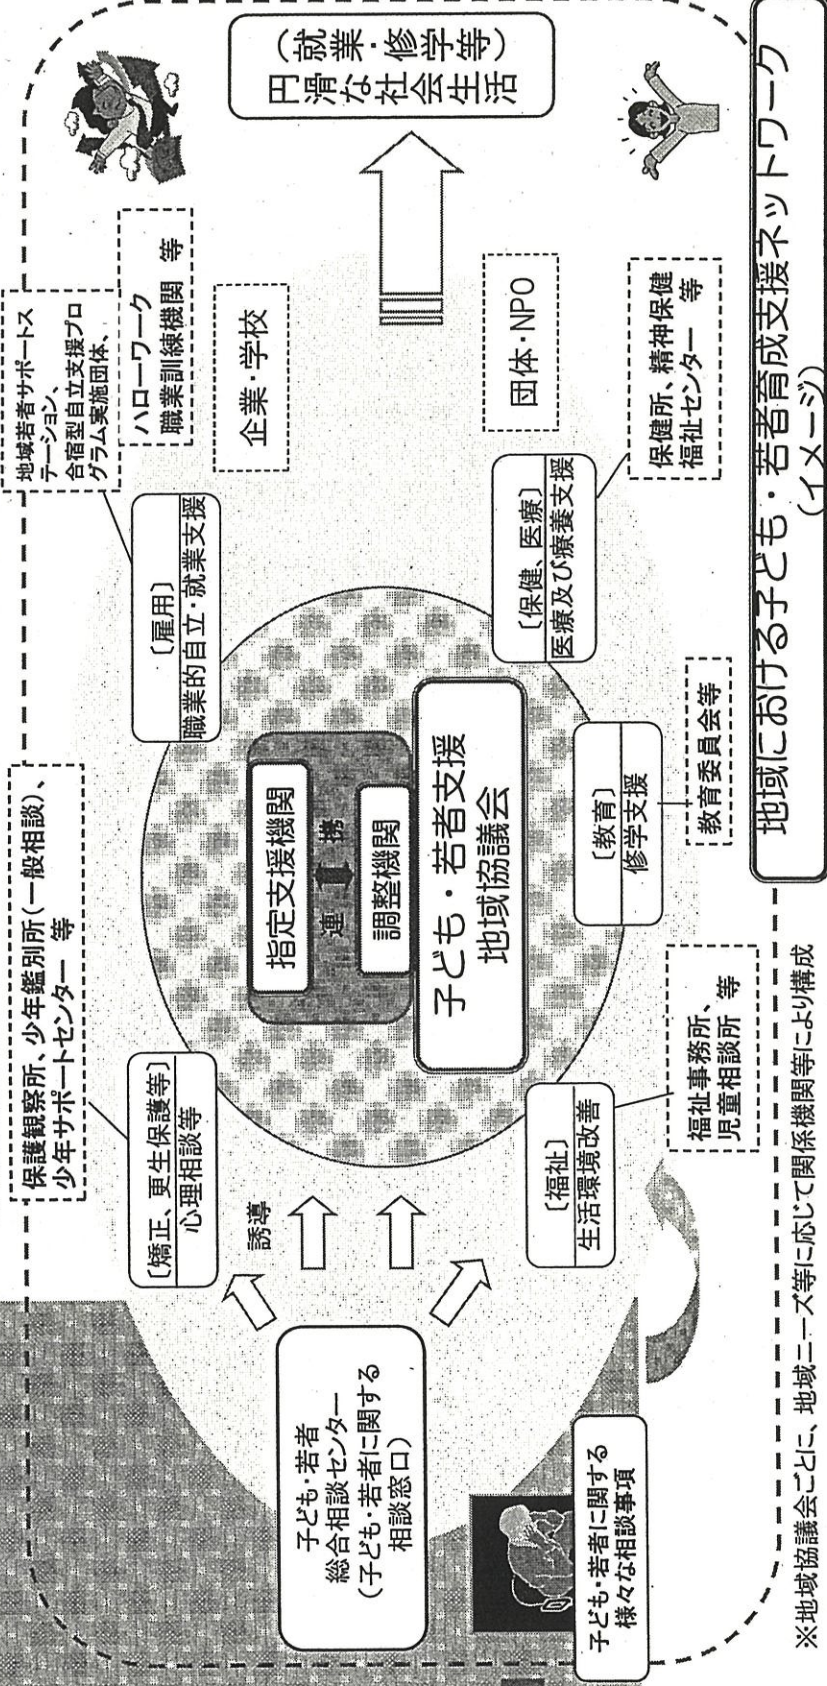 地域における子ども・若者育成支援ネットワーク
(イメージ)
子ども・若者に関する
様々な相談事項
子ども・若者
総合相談センター
(子ども・若者に関する
相談窓口)
誘導
保護観察所、少年鑑別所(一般相談)、
少年サポートセンター 等
〔矯正、更生保護等〕
心理相談等
地域若者サポートス
テーション、
合宿型自立支援プロ
グラム実施団体、
ハローワーク
職業訓練機関 等
〔雇用〕
職業的自立・就業支援
指定支援機関
連 携
調整機関
子ども・若者支援
地域協議会
〔福祉〕
生活環境改善
福祉事務所、
児童相談所 等
〔教育〕
修学支援
教育委員会等
〔保健、医療〕
医療及び療養支援
保健所、精神保健
福祉センター 等
企業・学校
団体・NPO
(就業・修学等)
円滑な社会生活
※地域協議会ごとに、地域ニーズ等に応じて関係機関等により構成